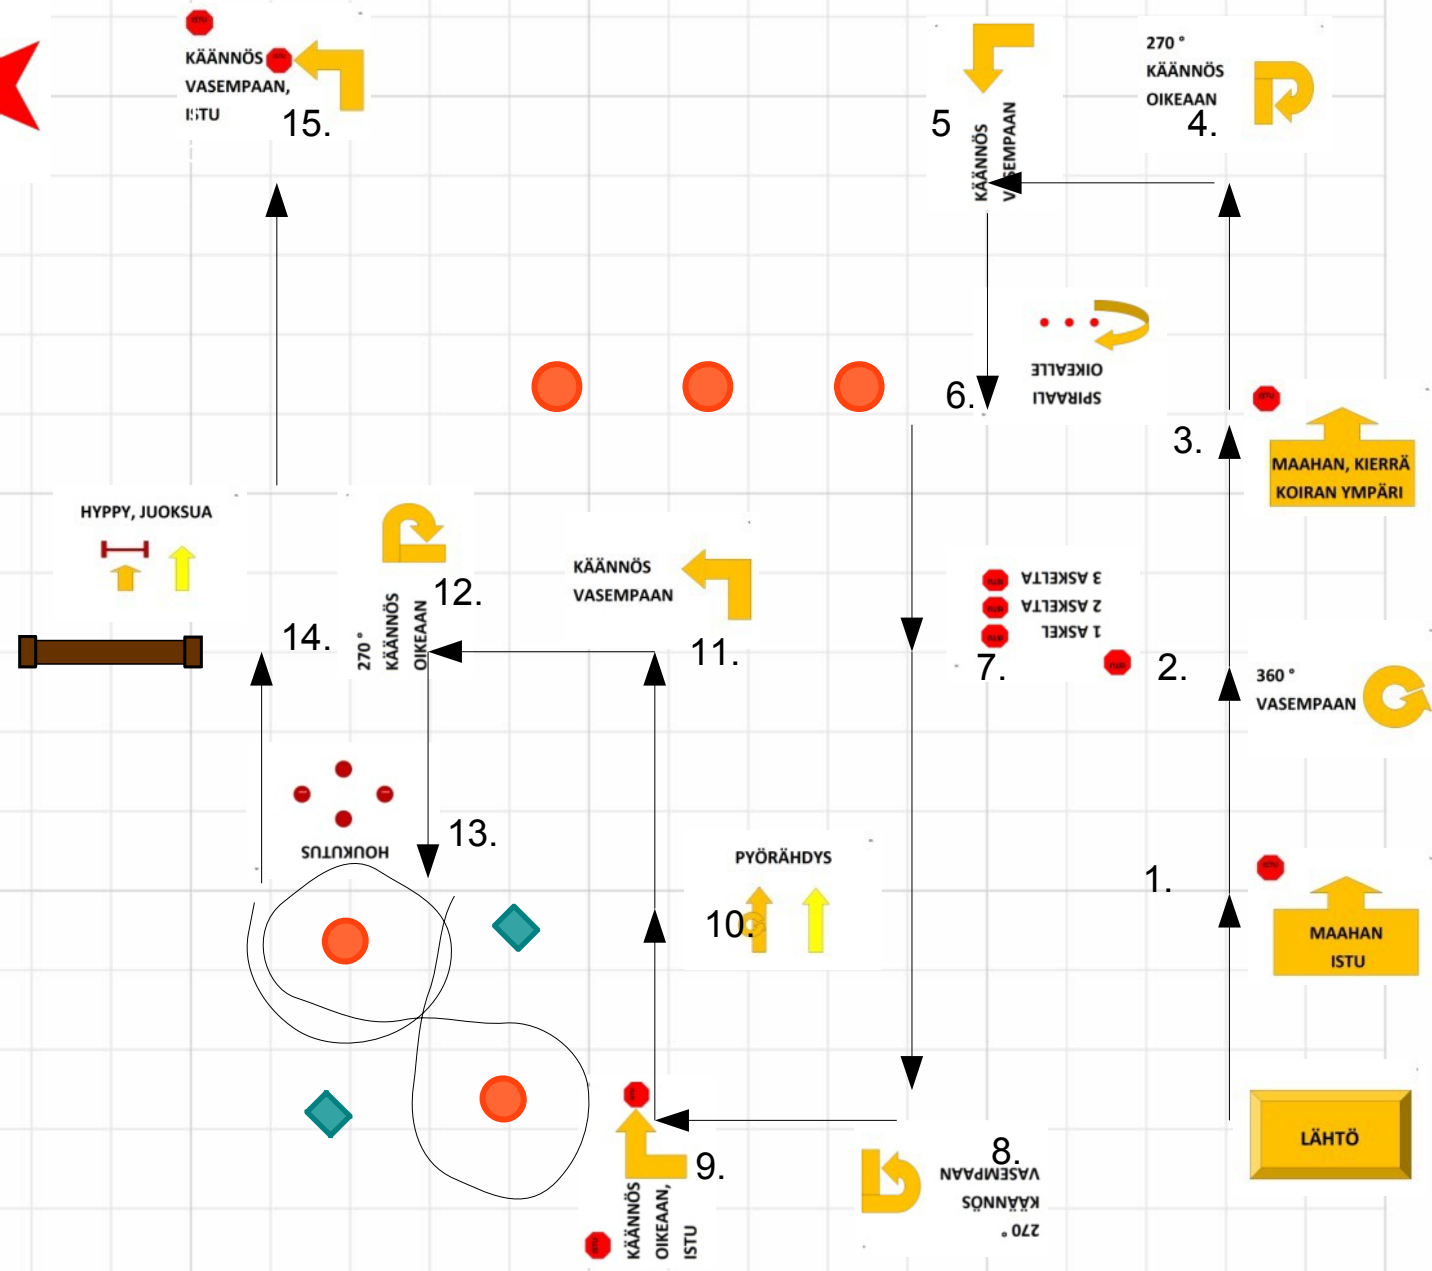 KÄÄNNÖS
VASEMPAAN,
ISTU
15.
5
KÄÄNNÖS
VASEMPAAN
270 °
KÄÄNNÖS
OIKEAAN
4.
6.
SPIRAALI
OIKEALLE
3.
MAAHAN, KIERRÄ
KOIRAN YMPÄRI
HYPPY, JUOKSUA
14.
270 °
KÄÄNNÖS
OIKEAAN
12.
KÄÄNNÖS
VASEMPAAN
11.
1 ASKEL
2 ASKELTA
3 ASKELTA
7.
2.
360 °
VASEMPAAN
HOUKUTUS
13.
PYÖRÄHDYS
10.
1.
MAAHAN
ISTU
LÄHTÖ
9.
KÄÄNNÖS
OIKEAAN,
ISTU
8.
270 °
KÄÄNNÖS
VASEMPAAN